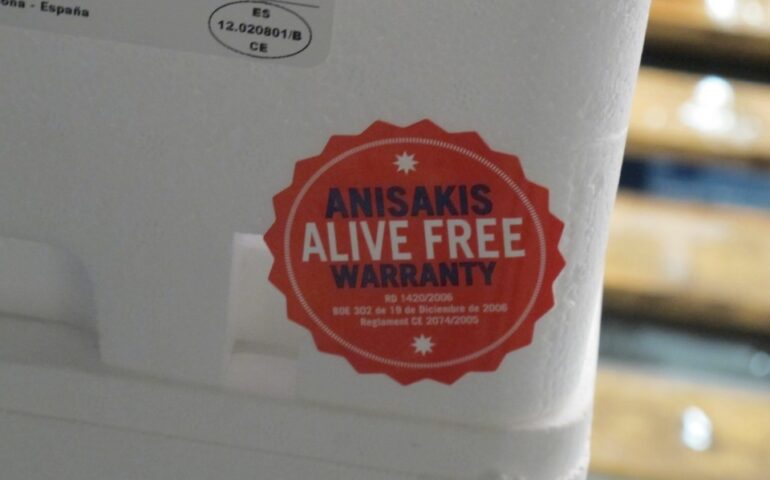 ona - España
ES
12.020801/B
CE
ANISAKIS
ALIVE FREE
WARRANTY
RD 1420/2006
BOE 302 de 19 de Diciembre de 2006
Reglament CE 2074/2005